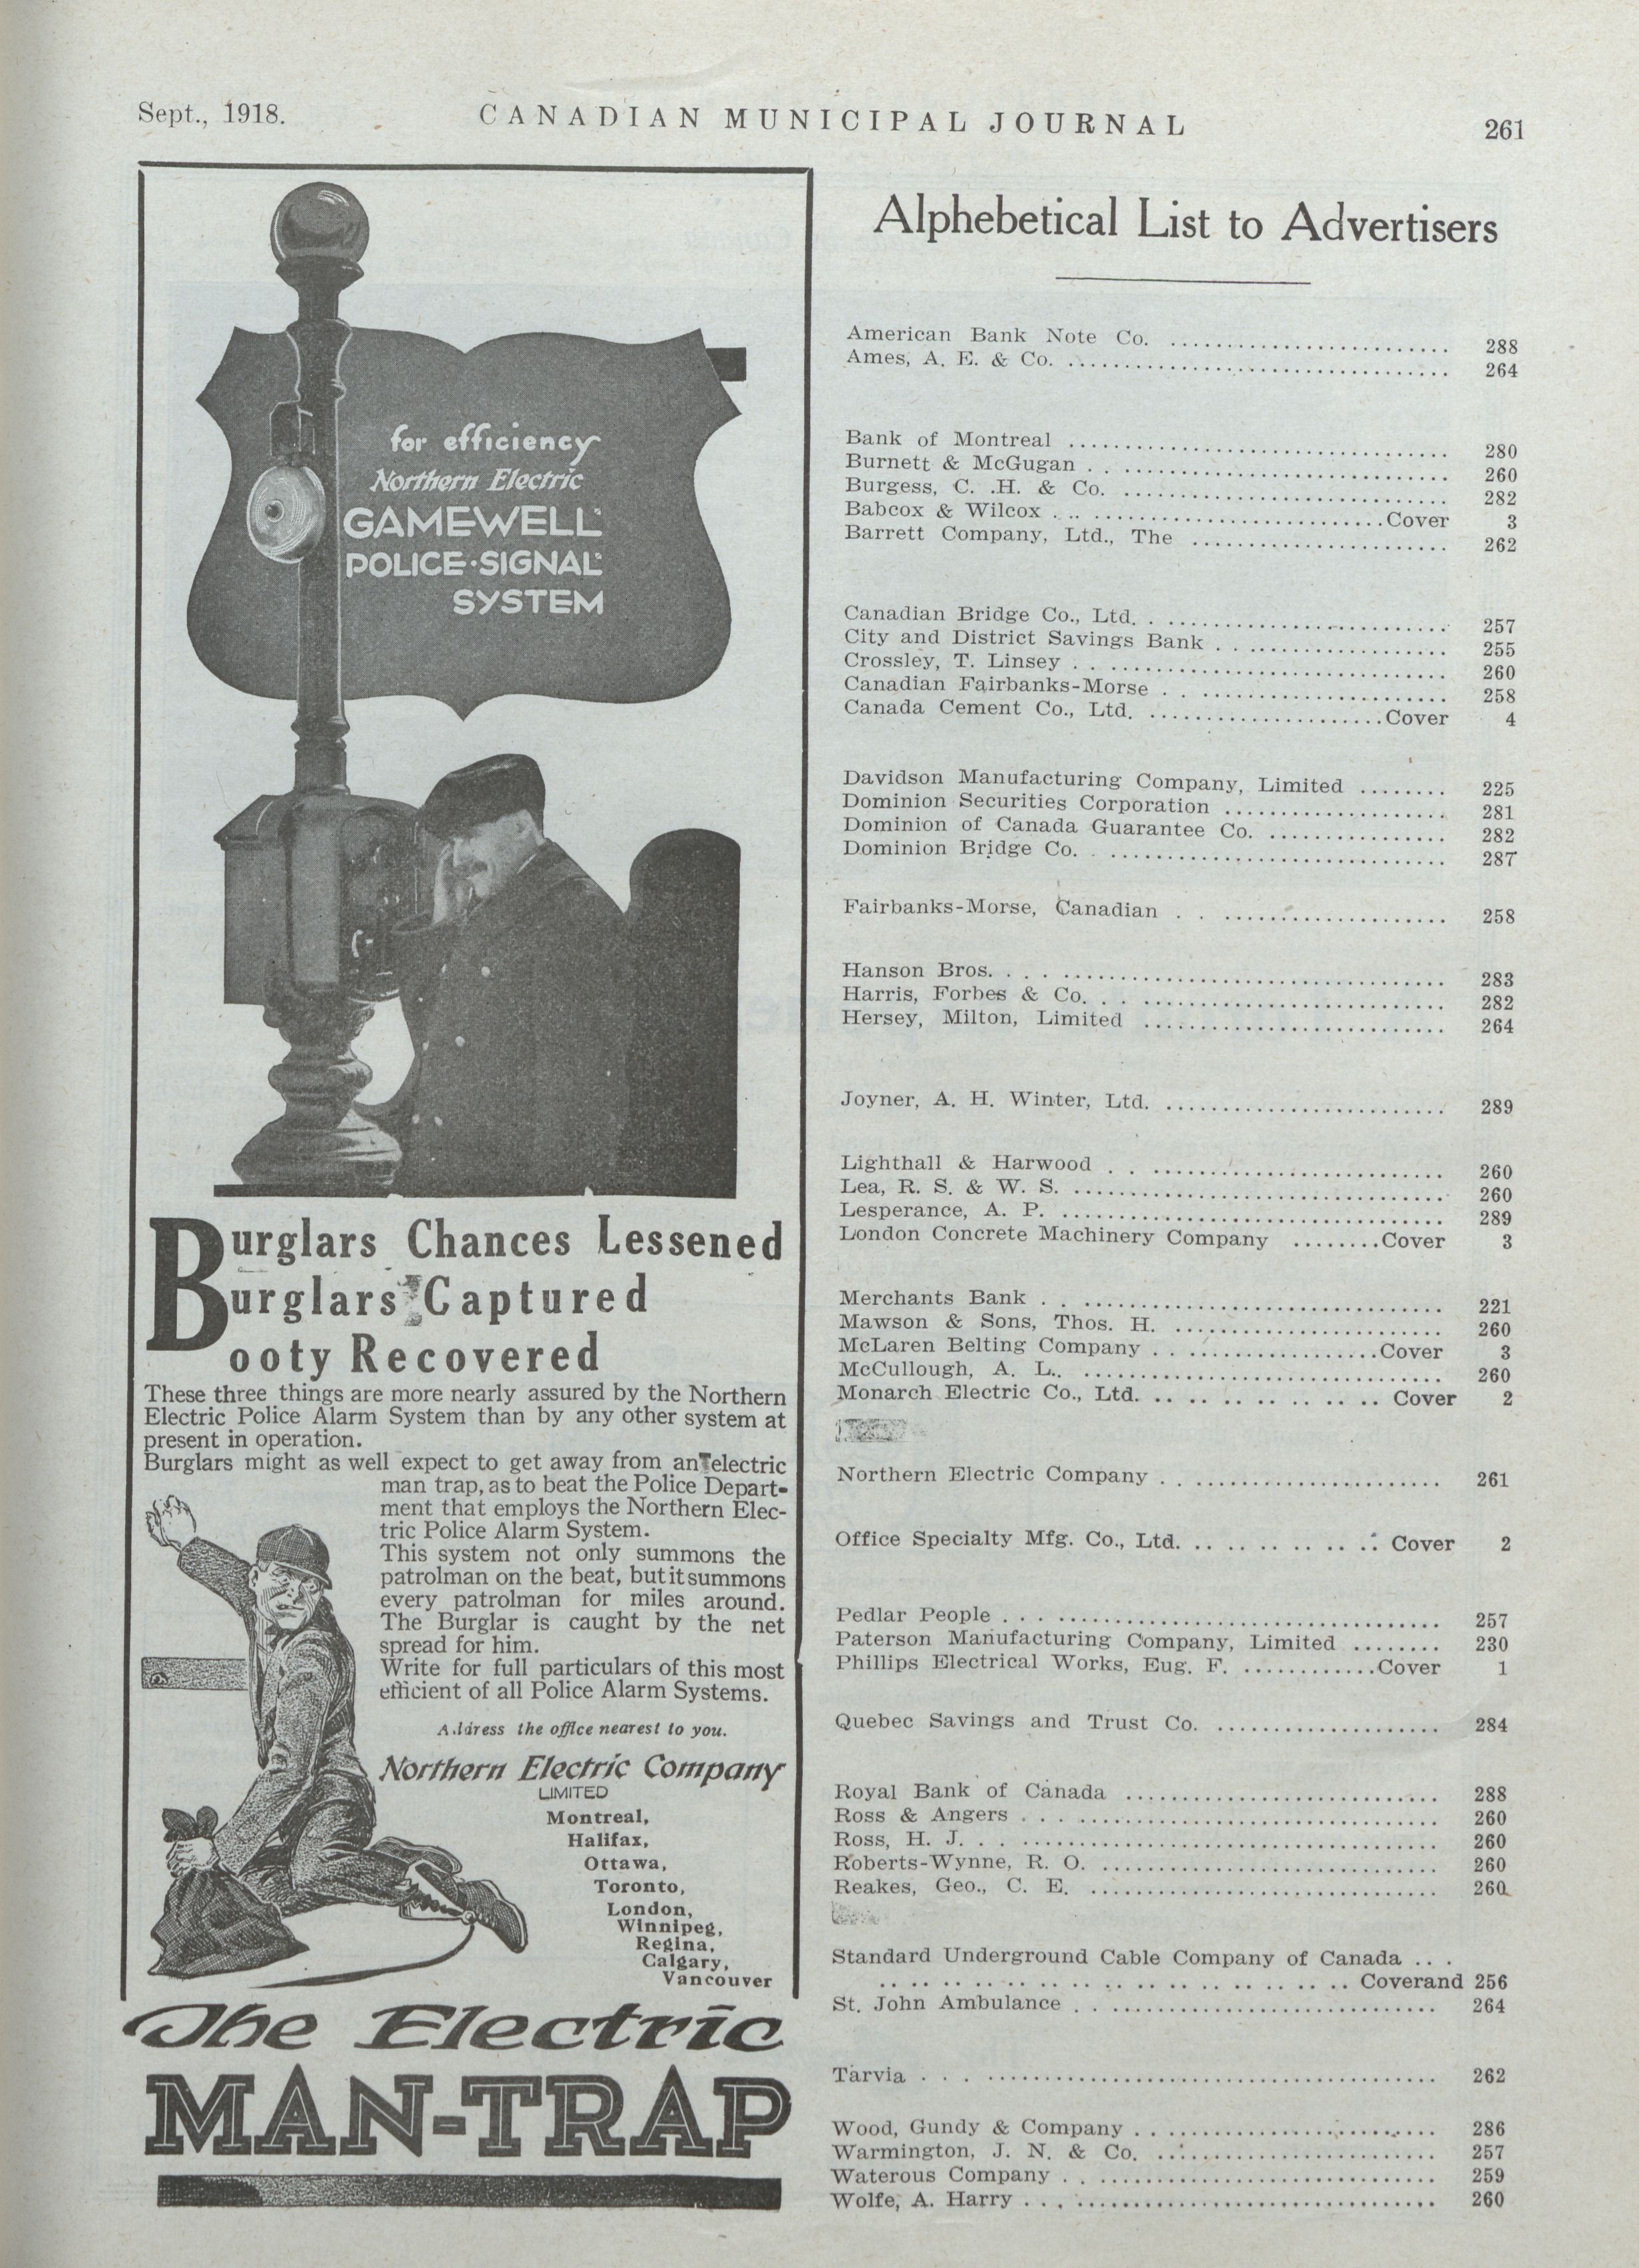 Sept., 1918.
CANADIAN MUNICIPAL JOURNAL
261
for efficiency
Northern Electric
GAMEWELL
POLICE·SIGNAL
SYSTEM
Burglars Chances Lessened
Burglars Captured
Booty Recovered
These three things are more nearly assured by the Northern
Electric Police Alarm System than by any other system at
present in operation.
Burglars might as well expect to get away from an electric
man trap, as to beat the Police Depart-
ment that employs the Northern Elec-
tric Police Alarm System.
This system not only summons the
patrolman on the beat, but it summons
every patrolman for miles around.
The Burglar is caught by the net
spread for him.
Write for full particulars of this most
efficient of all Police Alarm Systems.
Address the office nearest to you.
Northern Electric Company
LIMITED
Montreal,
Halifax,
Ottawa,
Toronto,
London,
Winnipeg,
Regina,
Calgary,
Vancouver
The Electric
MAN-TRAP
Alphebetical List to Advertisers
American Bank Note Co. ........................ 288
Ames, A. E. & Co. ........................ 264
Bank of Montreal ........................ 280
Burnett & McGugan ........................ 260
Burgess, C. .H. & Co. ........................ 282
Babcox & Wilcox ........................ Cover 3
Barrett Company, Ltd., The ........................ 262
Canadian Bridge Co., Ltd. ........................ 257
City and District Savings Bank ........................ 255
Crossley, T. Linsey ........................ 260
Canadian Fairbanks-Morse ........................ 258
Canada Cement Co., Ltd. ........................ Cover 4
Davidson Manufacturing Company, Limited ........ 225
Dominion Securities Corporation ........................ 281
Dominion of Canada Guarantee Co. ................ 282
Dominion Bridge Co. ........................ 287
Fairbanks-Morse, Canadian ........................ 258
Hanson Bros. ........................ 283
Harris, Forbes & Co. ........................ 282
Hersey, Milton, Limited ........................ 264
Joyner, A. H. Winter, Ltd. ........................ 289
Lighthall & Harwood ........................ 260
Lea, R. S. & W. S. ........................ 260
Lesperance, A. P. ........................ 289
London Concrete Machinery Company ........ Cover 3
Merchants Bank ........................ 221
Mawson & Sons, Thos. H. ........................ 260
McLaren Belting Company ................ Cover 3
McCullough, A. L.. ........................ 260
Monarch Electric Co., Ltd. .. .. .. .. .. .. .. Cover 2
Northern Electric Company ........................ 261
Office Specialty Mfg. Co., Ltd. .. .. .. .. .. .. Cover 2
Pedlar People ........................ 257
Paterson Manufacturing Company, Limited ........ 230
Phillips Electrical Works, Eug. F. ............ Cover 1
Quebec Savings and Trust Co. .................... 284
Royal Bank of Canada ........................ 288
Ross & Angers ........................ 260
Ross, H. J. ........................ 260
Roberts-Wynne, R. O. ........................ 260
Reakes, Geo., C. E. ........................ 260
Standard Underground Cable Company of Canada ...
.. .. .. .. .. .. .. .. .. .. .. .. .. .. .. Coverand 256
St. John Ambulance ........................ 264
Tarvia ........................ 262
Wood, Gundy & Company ........................ 286
Warmington, J. N. & Co. ........................ 257
Waterous Company ........................ 259
Wolfe, A. Harry ........................ 260